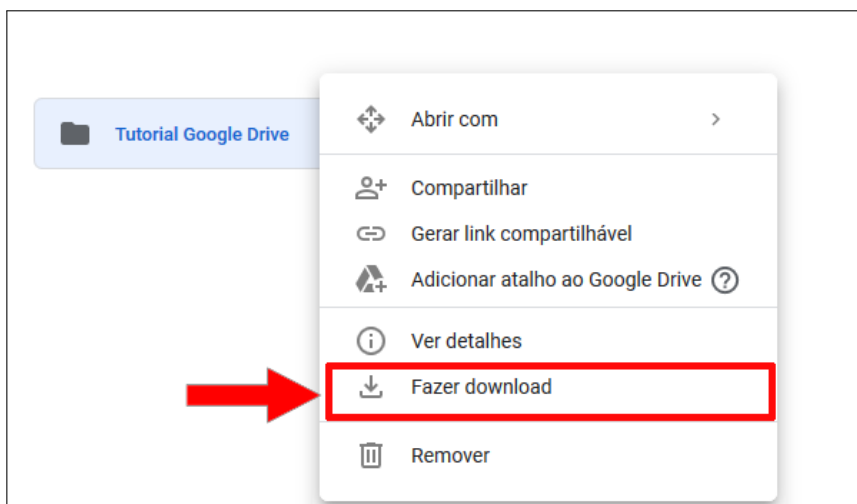 Tutorial Google Drive
Abrir com
Compartilhar
Gerar link compartilhável
Adicionar atalho ao Google Drive
Ver detalhes
Fazer download
Remover